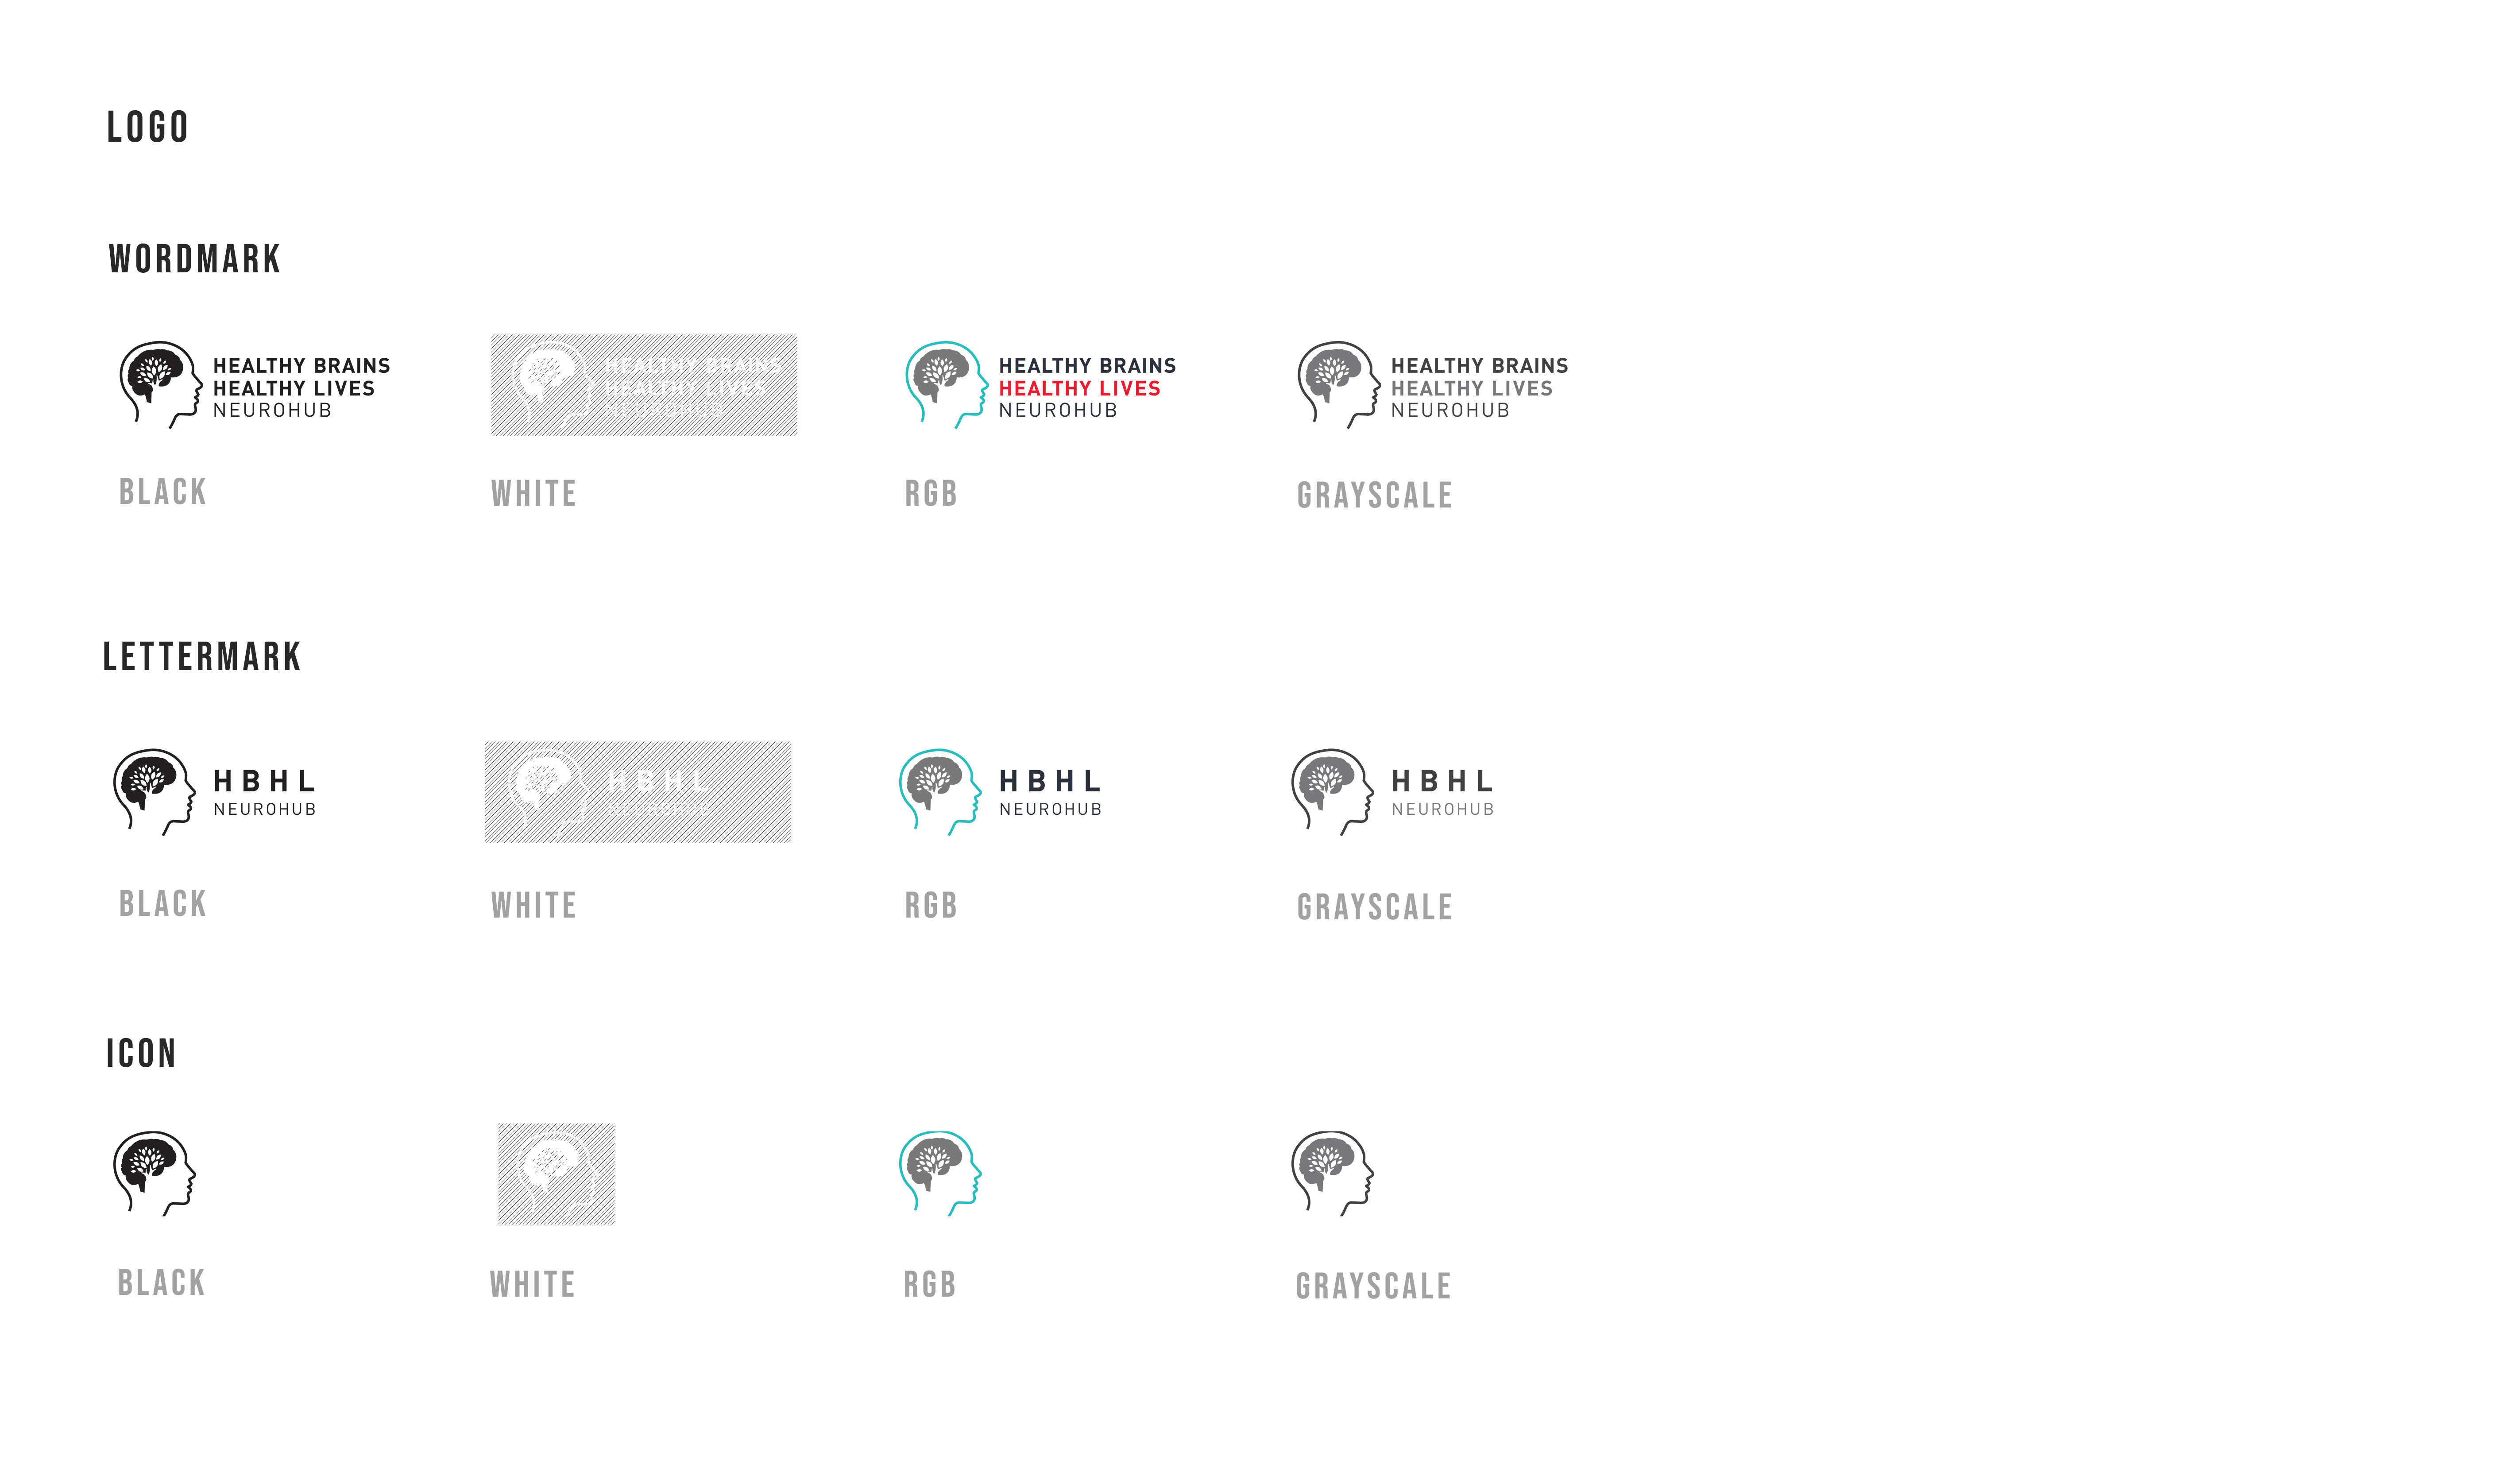 LOGO
WORDMARK
HEALTHY BRAINS
HEALTHY LIVES
NEUROHUB
HEALTHY BRAINS
HEALTHY LIVES
NEUROHUB
HEALTHY BRAINS
HEALTHY LIVES
NEUROHUB
HEALTHY BRAINS
HEALTHY LIVES
NEUROHUB
BLACK
WHITE
RGB
GRAYSCALE
LETTERMARK
HBHL
NEUROHUB
HBHL
NEUROHUB
HBHL
NEUROHUB
HBHL
NEUROHUB
BLACK
WHITE
RGB
GRAYSCALE
ICON
BLACK
WHITE
RGB
GRAYSCALE